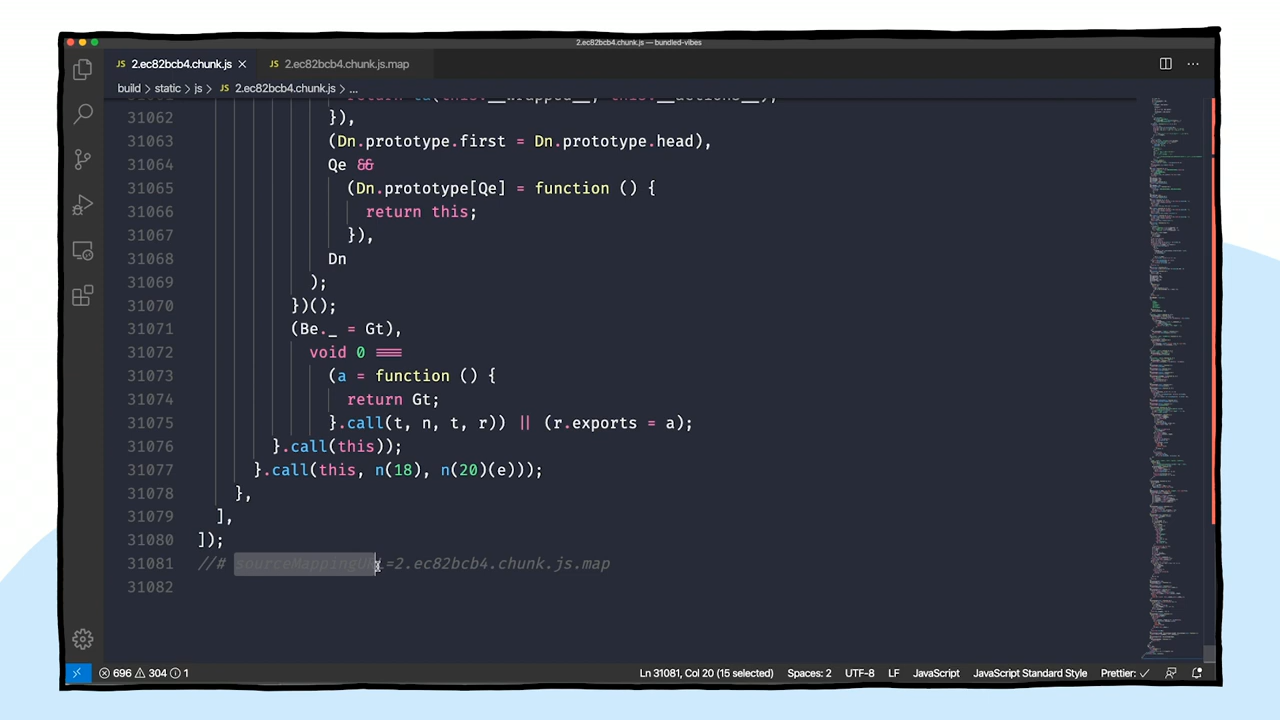 2.ec82bcb4.chunk.js — bundled-vibes
JS 2.ec82bcb4.chunk.js × JS 2.ec82bcb4.chunk.js.map ...
build > static > js > JS 2.ec82bcb4.chunk.js > ...
31062 }),
31063 (Dn.prototype.first = Dn.prototype.head),
31064 Qe &&
31065 (Dn.prototype[Qe] = function () {
31066 return this;
31067 }),
31068 Dn
31069 );
31070 })();
31071 (Be._ = Gt),
31072 void 0 ===
31073 (a = function () {
31074 return Gt;
31075 }.call(t, n, t, r)) || (r.exports = a);
31076 }.call(this));
31077 }.call(this, n(18), n(20)(e)));
31078 },
31079 ],
31080 ]);
31081 //# sourceMappingURL=2.ec82bcb4.chunk.js.map
31082
696 304 1 Ln 31081, Col 20 (15 selected) Spaces: 2 UTF-8 LF JavaScript JavaScript Standard Style Prettier: ✓